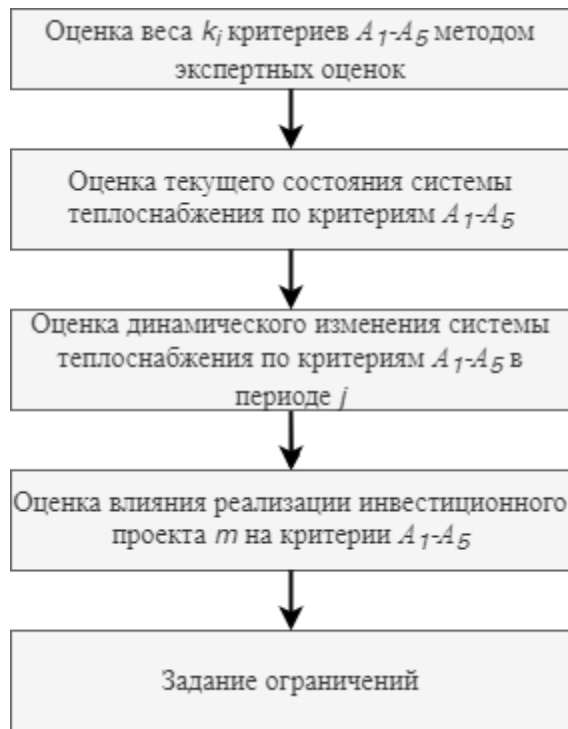 Оценка веса kᵢ критериев A₁-A₅ методом
экспертных оценок
Оценка текущего состояния системы
теплоснабжения по критериям A₁-A₅
Оценка динамического изменения системы
теплоснабжения по критериям A₁-A₅ в
периоде j
Оценка влияния реализации инвестиционного
проекта m на критерии A₁-A₅
Задание ограничений